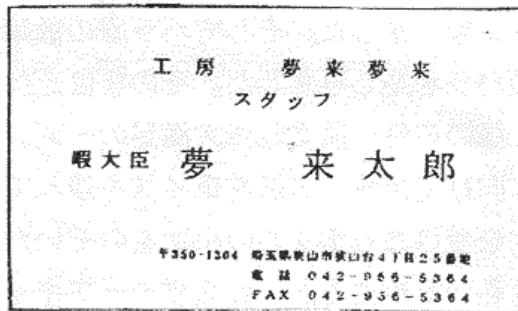 工房 夢来夢来
スタッフ
暇大臣 夢 来太郎
〒350-1304 埼玉県狭山市狭山台4丁目25番地
電話 042-956-5364
FAX 042-956-5364